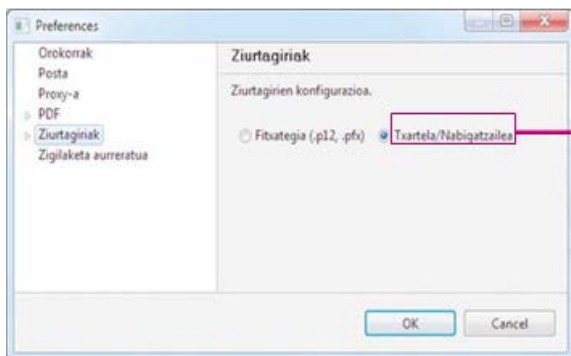 Preferences
Orokorrak
Posta
Proxy-a
PDF
Ziurtagiriak
Zigilaketa aurreratua
Ziurtagiriak
Ziurtagirien konfigurazioa.
Fitxategia (.p12, .pfx) Txartela/Nabigatzailea
OK Cancel